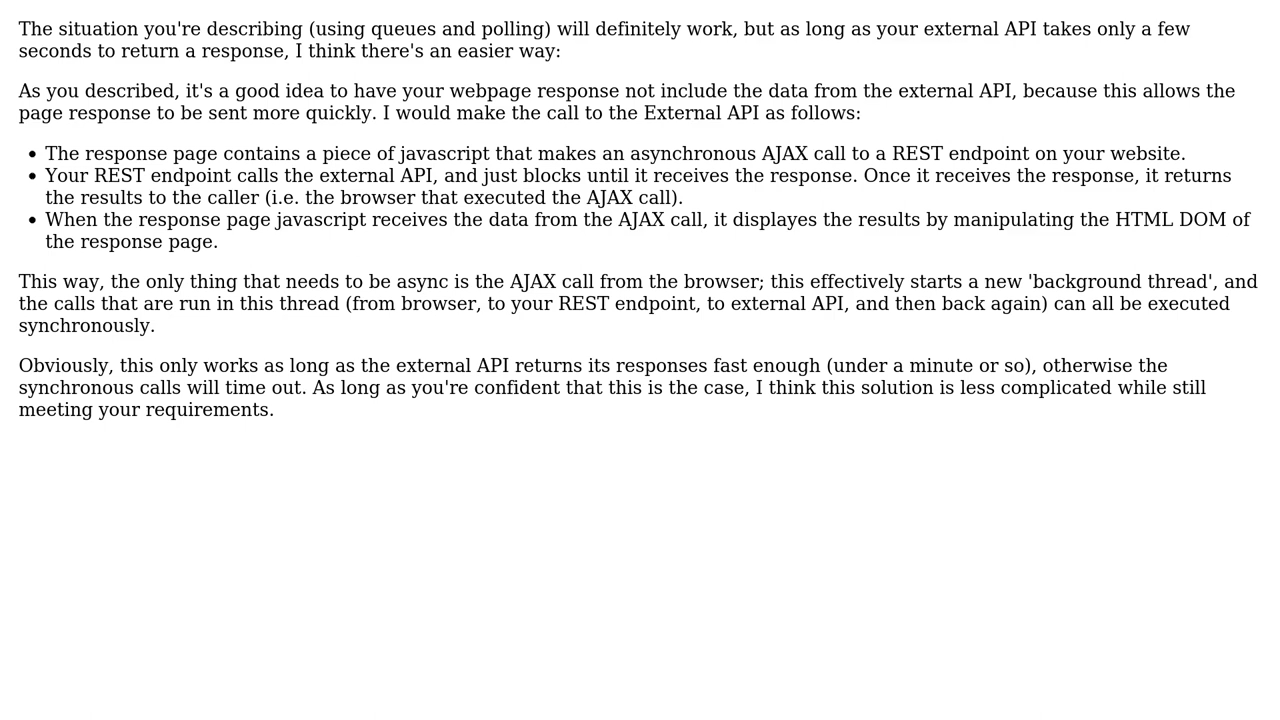 The situation you're describing (using queues and polling) will definitely work, but as long as your external API takes only a few
seconds to return a response, I think there's an easier way:
As you described, it's a good idea to have your webpage response not include the data from the external API, because this allows the
page response to be sent more quickly. I would make the call to the External API as follows:
• The response page contains a piece of javascript that makes an asynchronous AJAX call to a REST endpoint on your website.
• Your REST endpoint calls the external API, and just blocks until it receives the response. Once it receives the response, it returns
the results to the caller (i.e. the browser that executed the AJAX call).
• When the response page javascript receives the data from the AJAX call, it displayes the results by manipulating the HTML DOM of
the response page.
This way, the only thing that needs to be async is the AJAX call from the browser; this effectively starts a new 'background thread', and
the calls that are run in this thread (from browser, to your REST endpoint, to external API, and then back again) can all be executed
synchronously.
Obviously, this only works as long as the external API returns its responses fast enough (under a minute or so), otherwise the
synchronous calls will time out. As long as you're confident that this is the case, I think this solution is less complicated while still
meeting your requirements.